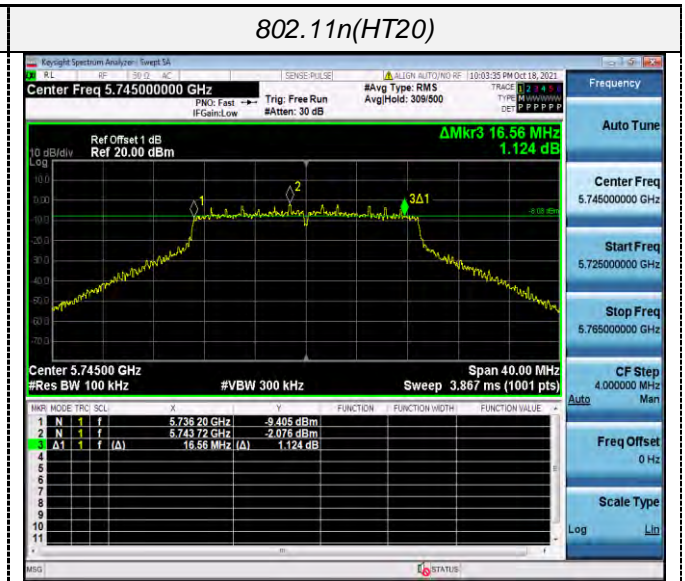 802.11n(HT20)
Keysight Spectrum Analyzer - Swept SA
RL RF 50 Ω AC SENSE:PULSE ALIGN AUTO/NO RF 10:03:35 PM Oct 18, 2021
Center Freq 5.745000000 GHz #Avg Type: RMS TRACE 1 2 3 4 5 6
PNO: Fast Trig: Free Run Avg|Hold: 309/500 TYPE M W W W W W
IFGain:Low #Atten: 30 dB DET P P P P P P
Frequency
Auto Tune
ΔMkr3 16.56 MHz
1.124 dB
Ref Offset 1 dB
10 dB/div Ref 20.00 dBm
Log
10.0
0.00
-10.0
-20.0
-30.0
-40.0
-50.0
-60.0
-70.0
1
2
3Δ1
-8.08 dBm
Center Freq
5.745000000 GHz
Start Freq
5.725000000 GHz
Stop Freq
5.765000000 GHz
Center 5.74500 GHz Span 40.00 MHz
#Res BW 100 kHz #VBW 300 kHz Sweep 3.867 ms (1001 pts)
CF Step
4.000000 MHz
Auto Man
MKR MODE TRC SCL X Y FUNCTION FUNCTION WIDTH FUNCTION VALUE
1 N 1 f 5.736 20 GHz -9.405 dBm
2 N 1 f 5.743 72 GHz -2.076 dBm
3 Δ1 1 f (Δ) 16.56 MHz (Δ) 1.124 dB
4
5
6
7
8
9
10
11
Freq Offset
0 Hz
Scale Type
Log Lin
MSG STATUS